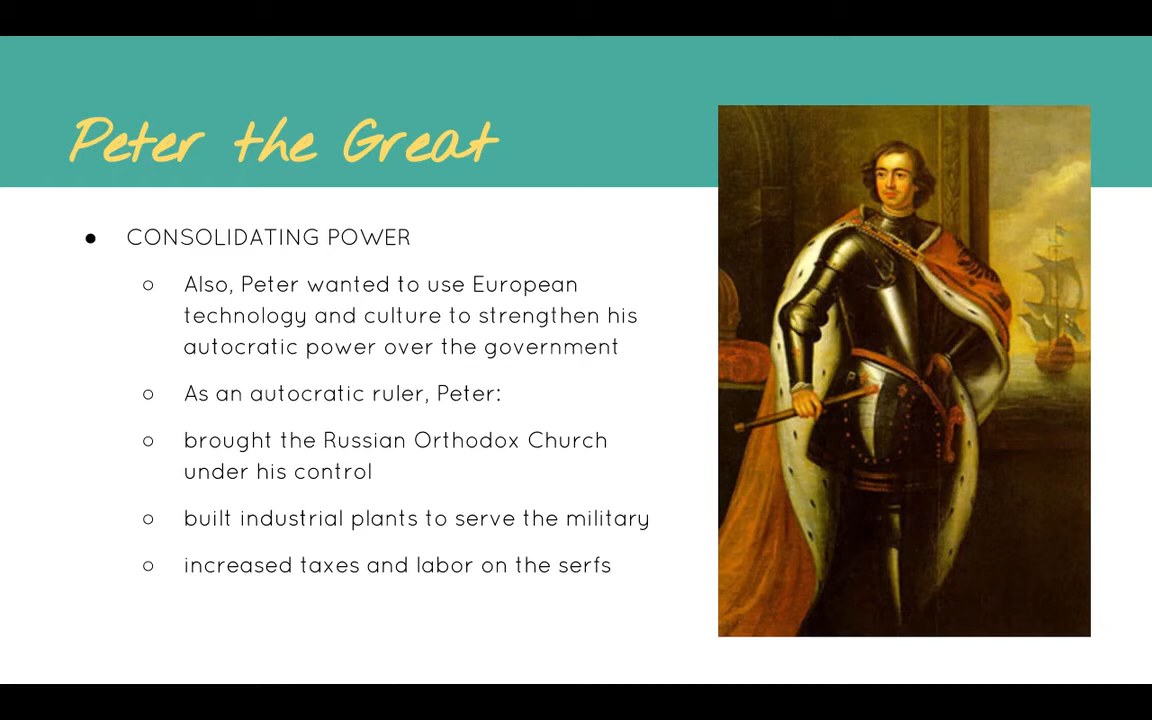 Peter the Great
● CONSOLIDATING POWER
○ Also, Peter wanted to use European
technology and culture to strengthen his
autocratic power over the government
○ As an autocratic ruler, Peter:
○ brought the Russian Orthodox Church
under his control
○ built industrial plants to serve the military
○ increased taxes and labor on the serfs